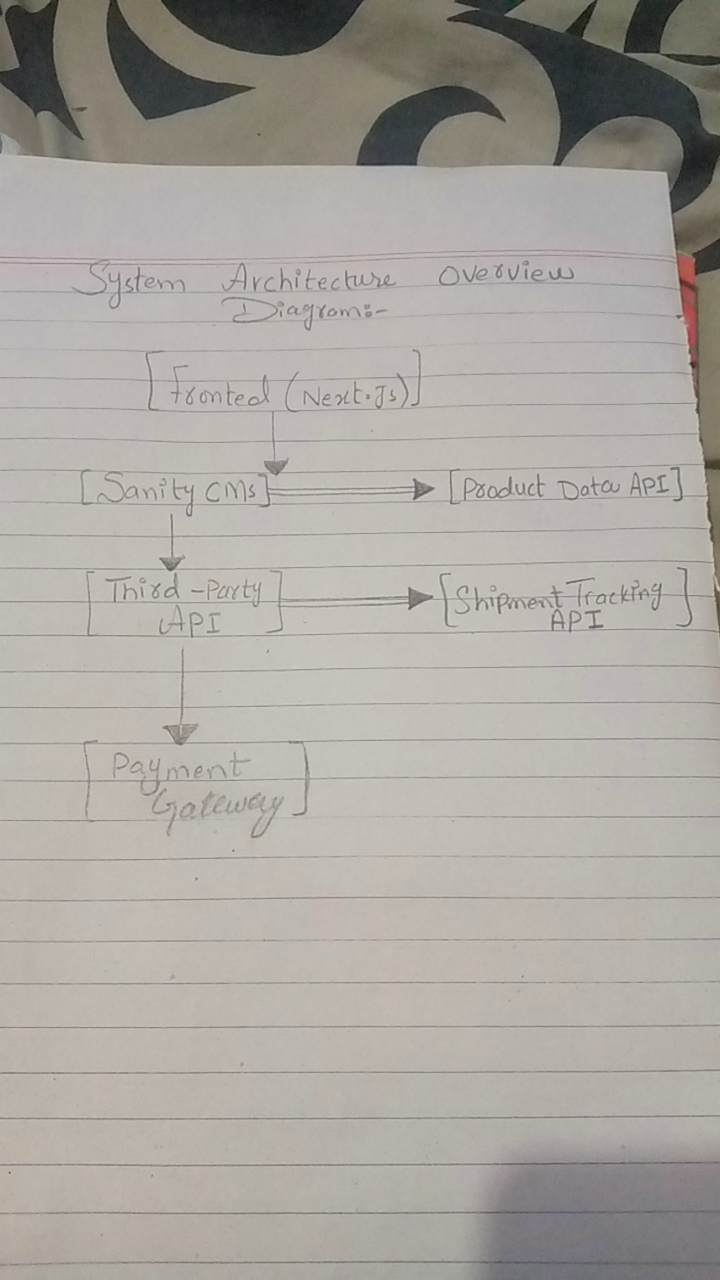 System Architecture Overview
Diagram:-
[Fronted (Next.Js)]
[Sanity CMS] [Product Data API]
[Third-Party [Shipment Tracking
API] API]
[Payment
Gateway]